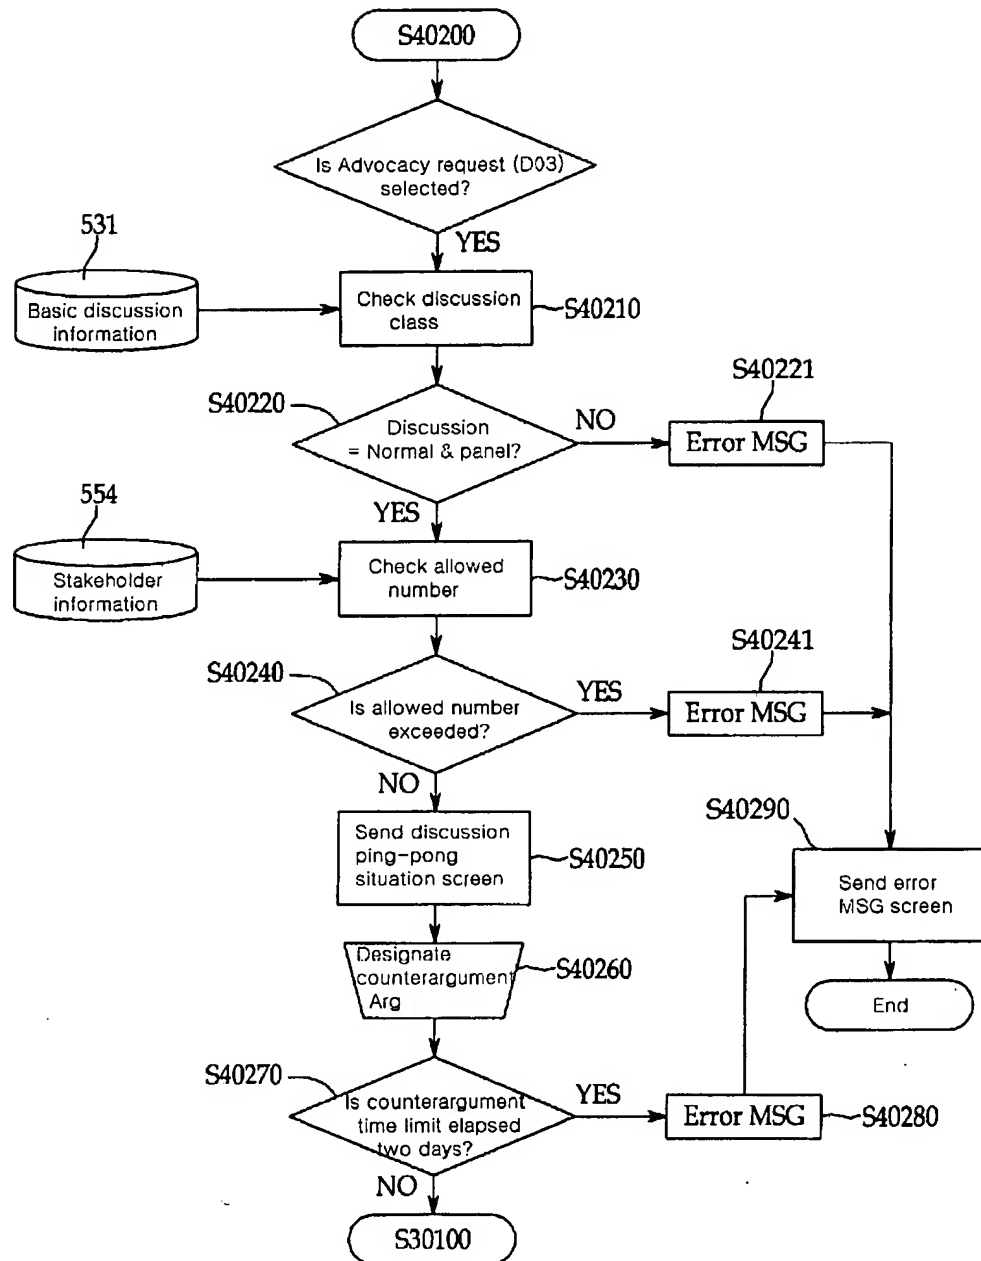 S40200
Is Advocacy request (D03)
selected?
YES
531
Basic discussion
information
Check discussion
class
S40210
S40220
Discussion
= Normal & panel?
NO
S40221
Error MSG
YES
554
Stakeholder
information
Check allowed
number
S40230
S40240
Is allowed number
exceeded?
YES
S40241
Error MSG
NO
Send discussion
ping-pong
situation screen
S40250
S40290
Send error
MSG screen
Designate
counterargument
Arg
S40260
End
S40270
Is counterargument
time limit elapsed
two days?
YES
Error MSG
S40280
NO
S30100